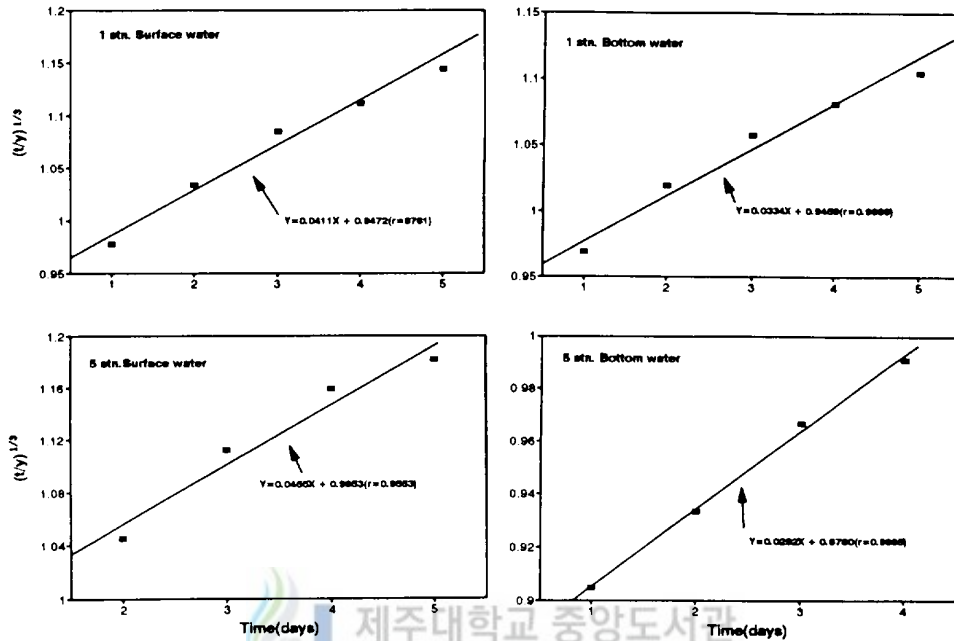 1.2
1.15
1.1
1.05
1
0.95
(t/y)1/3
1 stn. Surface water
Y=0.0411X + 0.9472(r=9761)
1 2 3 4 5
1.15
1.1
1.05
1
0.95
1 stn. Bottom water
1 2 3 4 5
1.2
1.16
1.12
1.08
1.04
1
(t/y)1/3
5 stn.Surface water
2 3 4 5
Time(days)
1
0.98
0.96
0.94
0.92
0.9
5 stn. Bottom water
1 2 3 4
Time(days)
제주대학교 중앙도서관